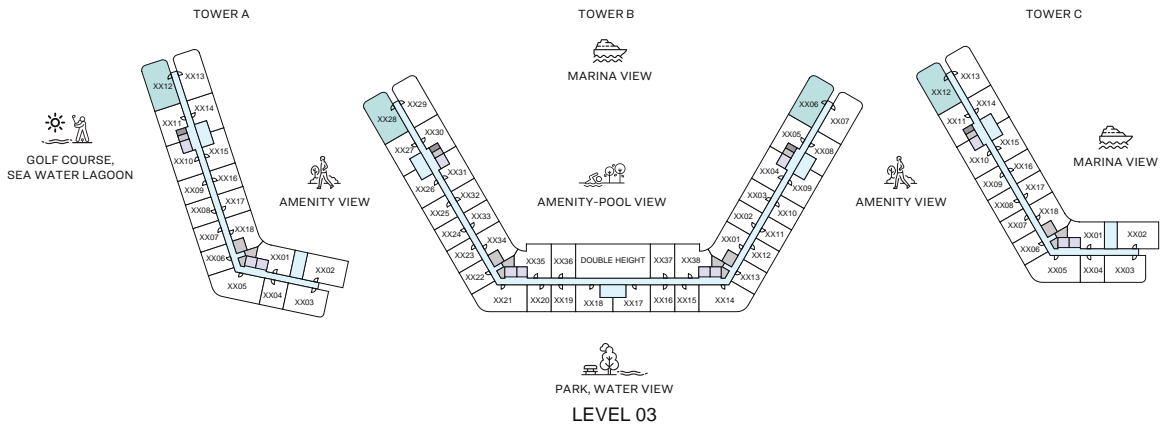 TOWER A
TOWER B
TOWER C
MARINA VIEW
GOLF COURSE,
SEA WATER LAGOON
AMENITY VIEW
AMENITY-POOL VIEW
AMENITY VIEW
MARINA VIEW
XX13
XX12
XX14
XX11
XX15
XX10
XX16
XX09
XX17
XX08
XX18
XX07
XX06
XX01
XX02
XX05
XX04
XX03
XX29
XX28
XX30
XX27
XX31
XX26
XX32
XX25
XX33
XX24
XX34
XX23
XX22
XX35
XX36
DOUBLE HEIGHT
XX37
XX38
XX21
XX20
XX19
XX18
XX17
XX16
XX15
XX14
XX06
XX07
XX05
XX08
XX04
XX09
XX03
XX10
XX02
XX11
XX01
XX12
XX13
XX13
XX12
XX14
XX11
XX15
XX10
XX16
XX09
XX17
XX08
XX18
XX07
XX06
XX01
XX02
XX05
XX04
XX03
PARK, WATER VIEW
LEVEL 03